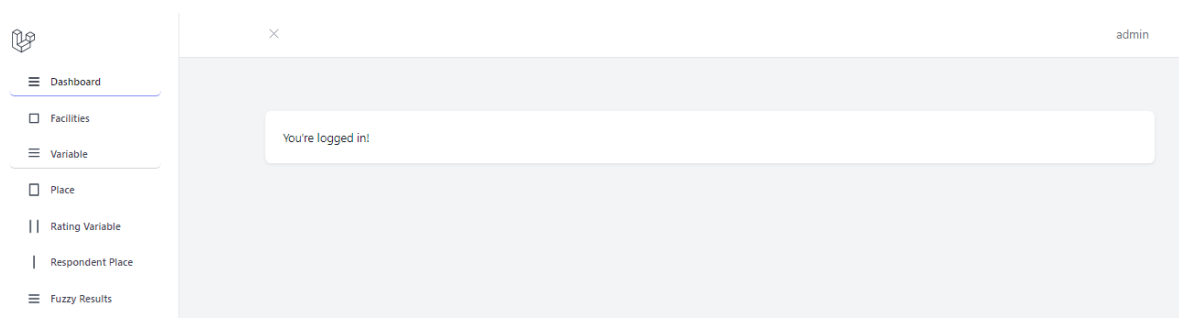 admin
Dashboard
Facilities
You're logged in!
Variable
Place
Rating Variable
Respondent Place
Fuzzy Results